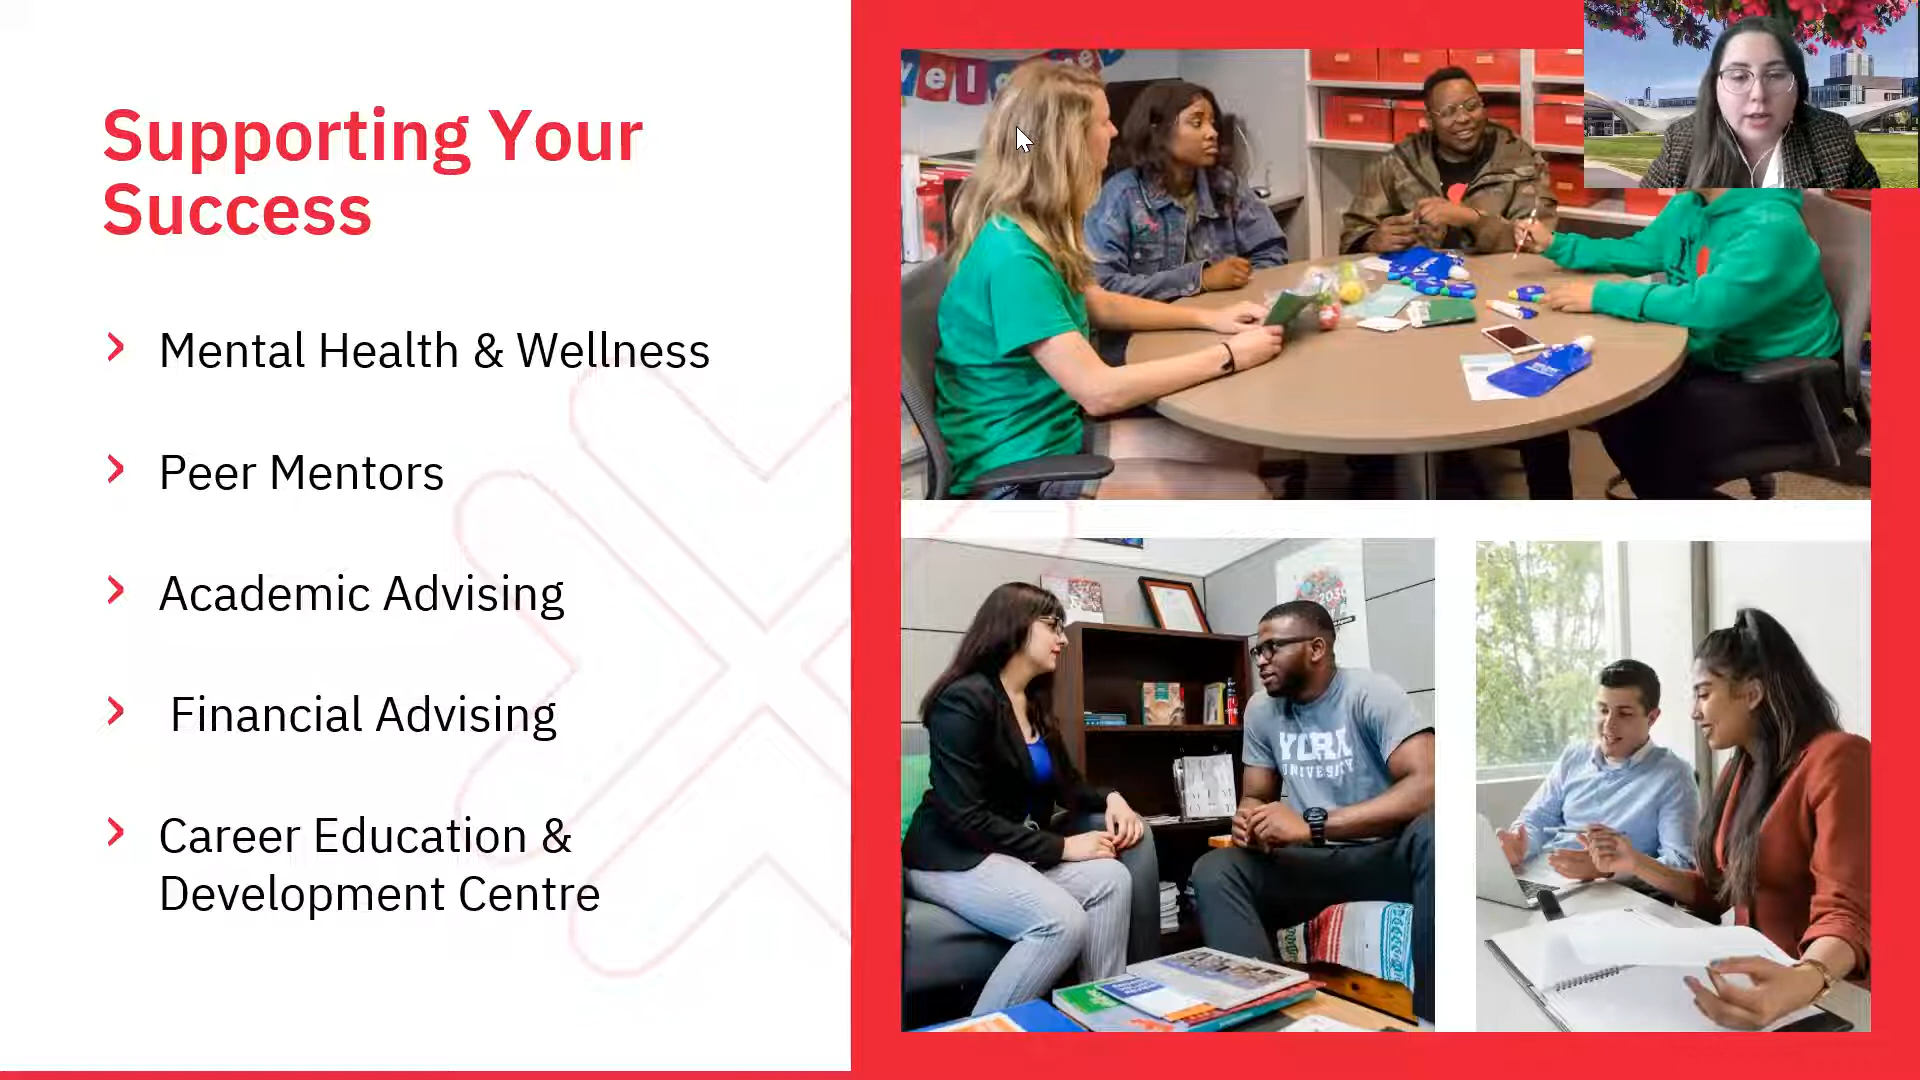 Supporting Your
Success
Mental Health & Wellness
Peer Mentors
Academic Advising
Financial Advising
Career Education &
Development Centre
YORK
UNIVERSITY